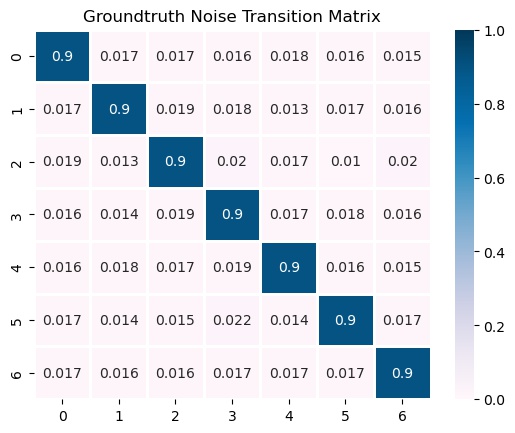 Groundtruth Noise Transition Matrix
0 0.9 0.017 0.017 0.016 0.018 0.016 0.015
1 0.017 0.9 0.019 0.018 0.013 0.017 0.016
2 0.019 0.013 0.9 0.02 0.017 0.01 0.02
3 0.016 0.014 0.019 0.9 0.017 0.018 0.016
4 0.016 0.018 0.017 0.019 0.9 0.016 0.015
5 0.017 0.014 0.015 0.022 0.014 0.9 0.017
6 0.017 0.016 0.016 0.017 0.017 0.017 0.9
0 1 2 3 4 5 6
1.0
0.8
0.6
0.4
0.2
0.0